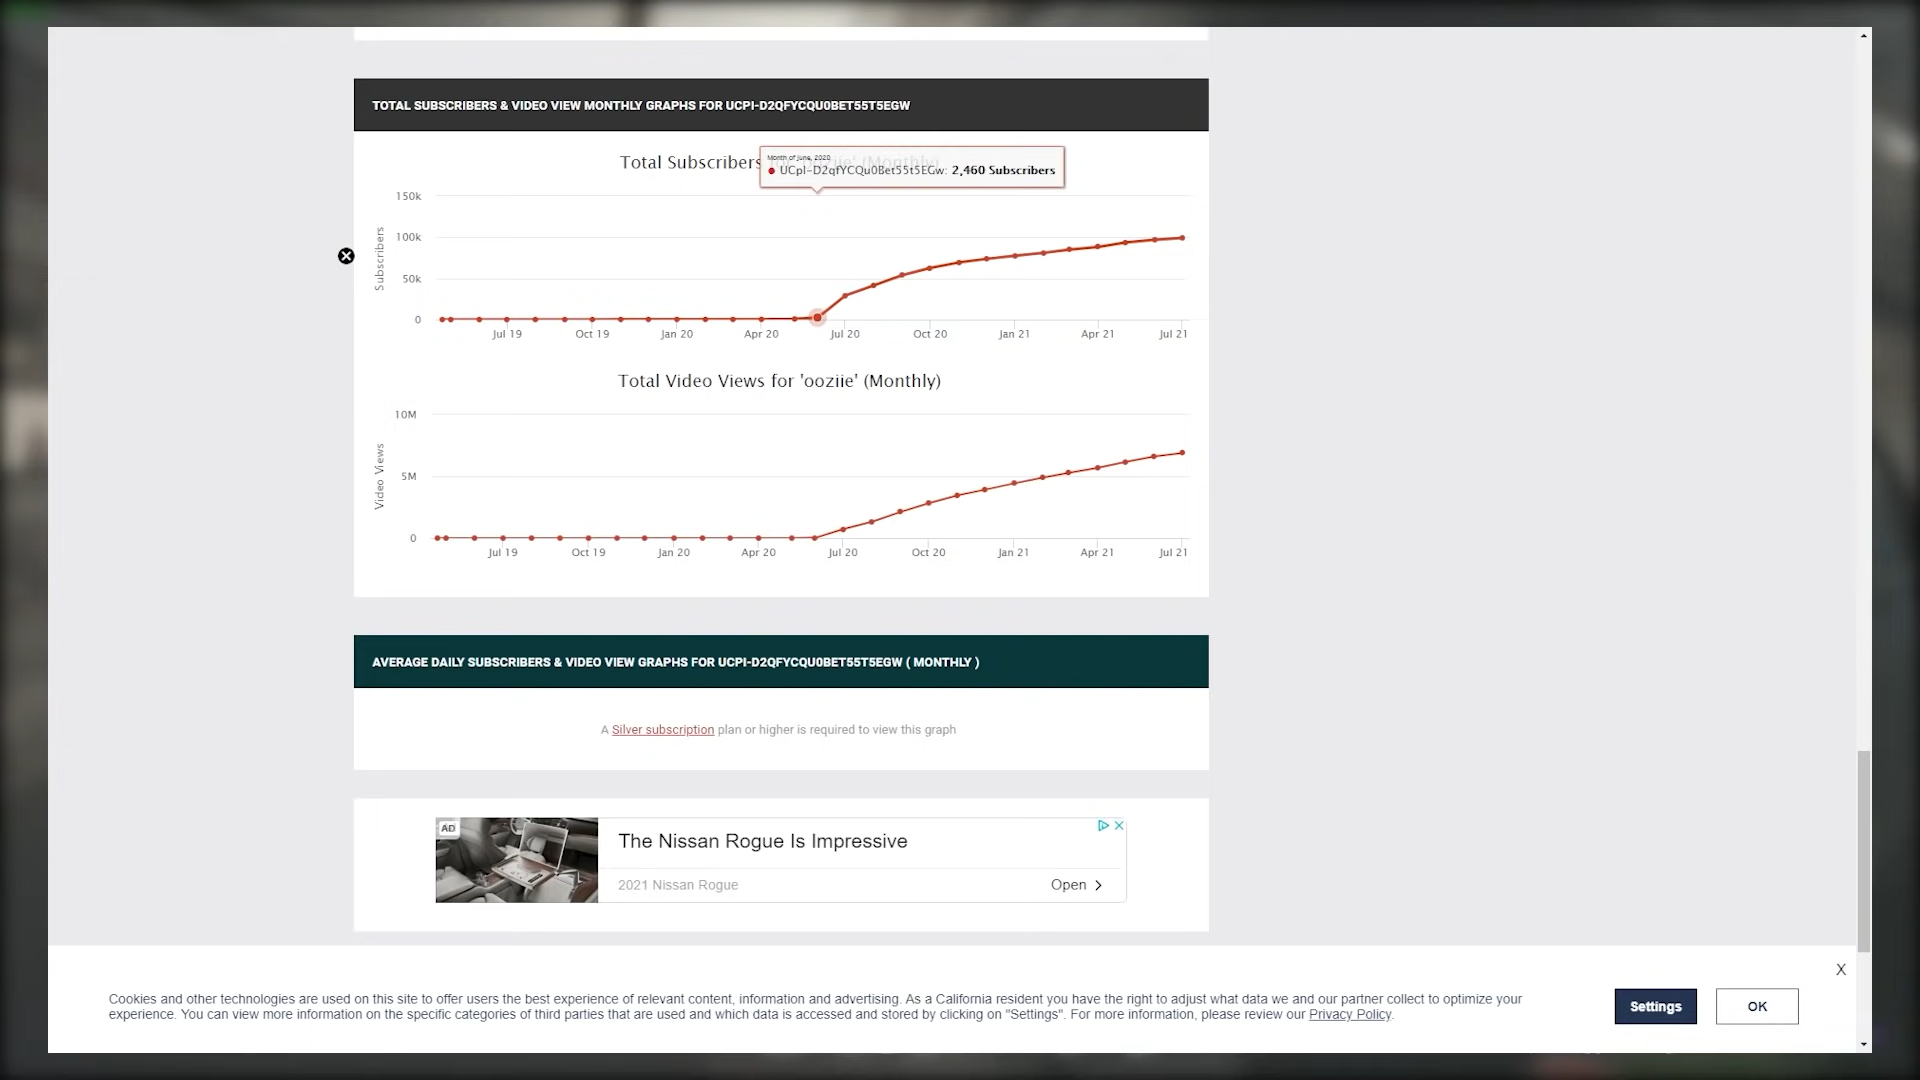 TOTAL SUBSCRIBERS & VIDEO VIEW MONTHLY GRAPHS FOR UCPI-D2QFYCQU0BET55T5EGW
Total Subscribers for 'ooziie' (Monthly)
Month of June, 2020
UCpI-D2qfYCQu0Bet55t5EGw: 2,460 Subscribers
150k
100k
50k
0
Subscribers
Jul 19 Oct 19 Jan 20 Apr 20 Jul 20 Oct 20 Jan 21 Apr 21 Jul 21
Total Video Views for 'ooziie' (Monthly)
10M
5M
0
Video Views
Jul 19 Oct 19 Jan 20 Apr 20 Jul 20 Oct 20 Jan 21 Apr 21 Jul 21
AVERAGE DAILY SUBSCRIBERS & VIDEO VIEW GRAPHS FOR UCPI-D2QFYCQU0BET55T5EGW ( MONTHLY )
A Silver subscription plan or higher is required to view this graph
AD
The Nissan Rogue Is Impressive
2021 Nissan Rogue
Open
X
Cookies and other technologies are used on this site to offer users the best experience of relevant content, information and advertising. As a California resident you have the right to adjust what data we and our partner collect to optimize your
experience. You can view more information on the specific categories of third parties that are used and which data is accessed and stored by clicking on "Settings". For more information, please review our Privacy Policy.
Settings
OK